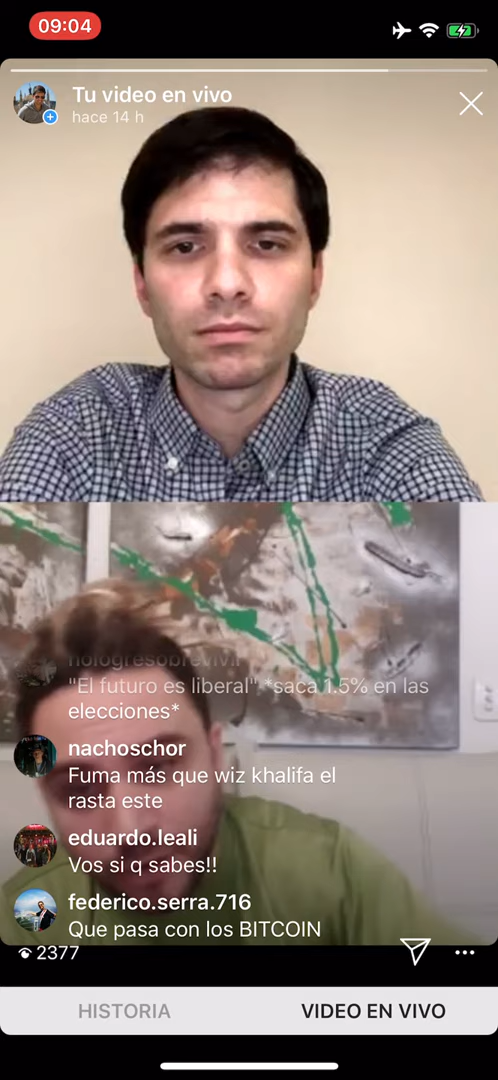 09:04
Tu video en vivo
hace 14 h
hologresobrevivir
"El futuro es liberal" *saca 1.5% en las
elecciones*
nachoschor
Fuma más que wiz khalifa el
rasta este
eduardo.leali
Vos si q sabes!!
federico.serra.716
Que pasa con los BITCOIN
2377
HISTORIA
VIDEO EN VIVO